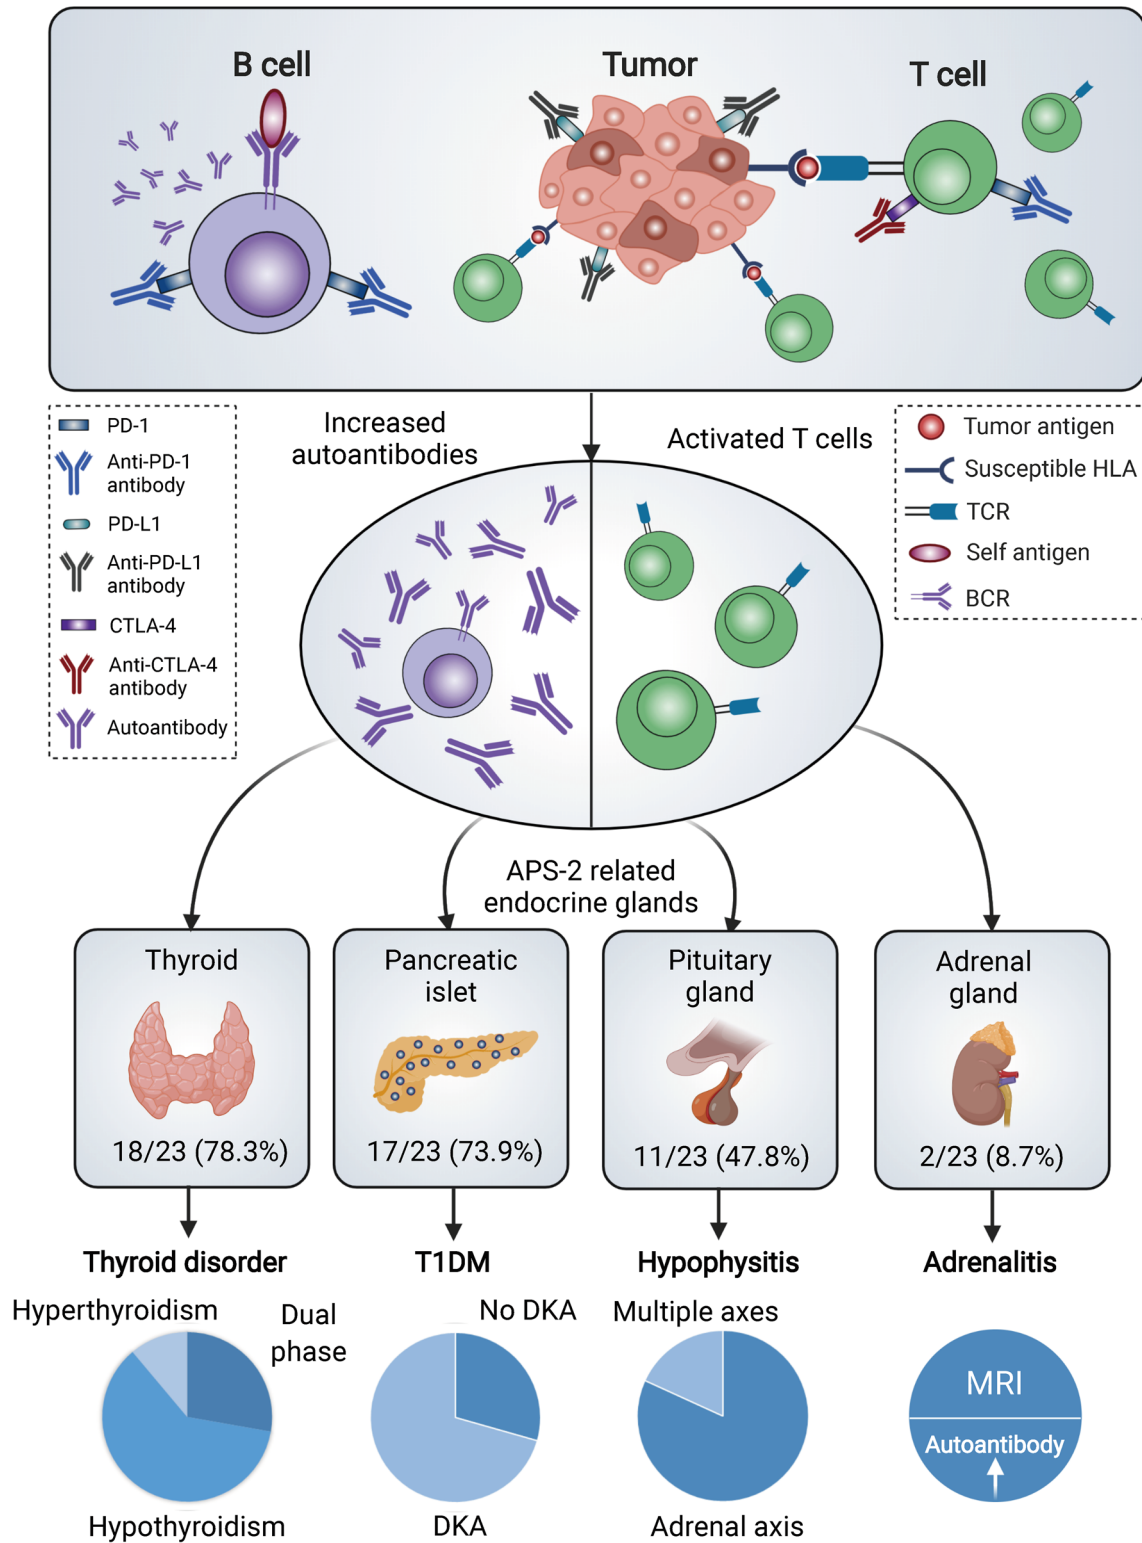 B cell
Tumor
T cell
PD-1
Anti-PD-1
antibody
PD-L1
Anti-PD-L1
antibody
CTLA-4
Anti-CTLA-4
antibody
Autoantibody
Increased
autoantibodies
Activated T cells
Tumor antigen
Susceptible HLA
TCR
Self antigen
BCR
APS-2 related
endocrine glands
Thyroid
18/23 (78.3%)
Pancreatic
islet
17/23 (73.9%)
Pituitary
gland
11/23 (47.8%)
Adrenal
gland
2/23 (8.7%)
Thyroid disorder
Hyperthyroidism
Dual
phase
Hypothyroidism
T1DM
No DKA
DKA
Hypophysitis
Multiple axes
Adrenal axis
Adrenalitis
MRI
Autoantibody